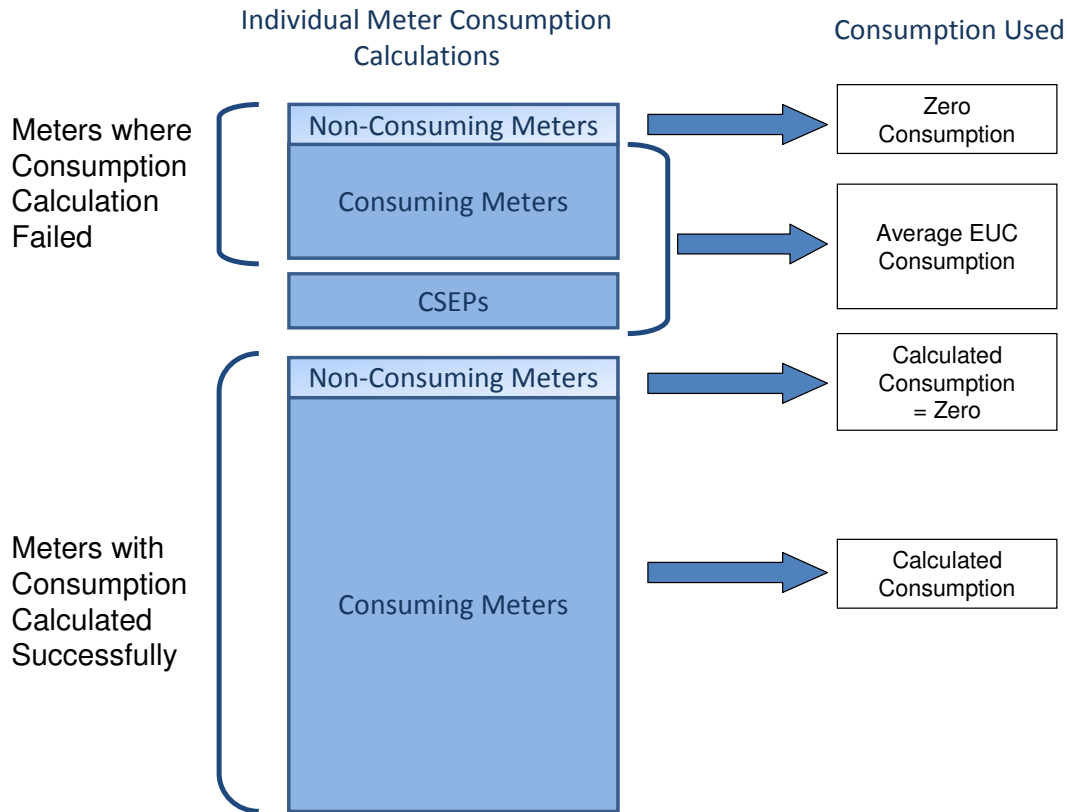 Individual Meter Consumption
Calculations
Consumption Used
Meters where
Consumption
Calculation
Failed
Non-Consuming Meters
Zero
Consumption
Consuming Meters
Average EUC
Consumption
CSEPs
Non-Consuming Meters
Calculated
Consumption
= Zero
Meters with
Consumption
Calculated
Successfully
Consuming Meters
Calculated
Consumption